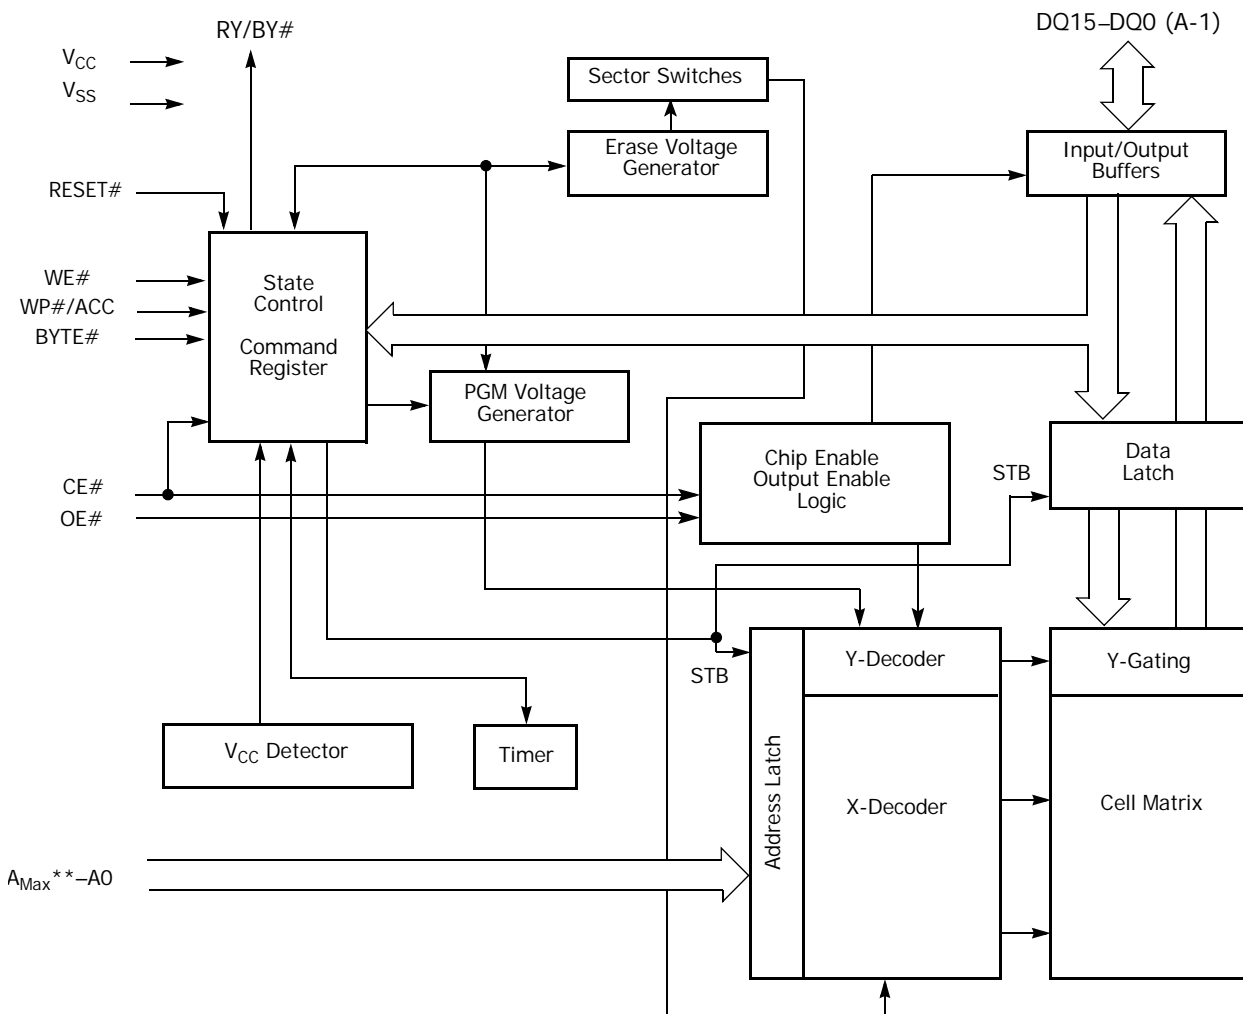 RY/BY#
DQ15–DQ0 (A-1)
VCC
VSS
Sector Switches
Erase Voltage
Generator
Input/Output
Buffers
RESET#
WE#
WP#/ACC
BYTE#
State
Control
Command
Register
PGM Voltage
Generator
Chip Enable
Output Enable
Logic
Data
Latch
STB
CE#
OE#
STB
Y-Decoder
Y-Gating
VCC Detector
Timer
Address Latch
X-Decoder
Cell Matrix
AMax**–A0